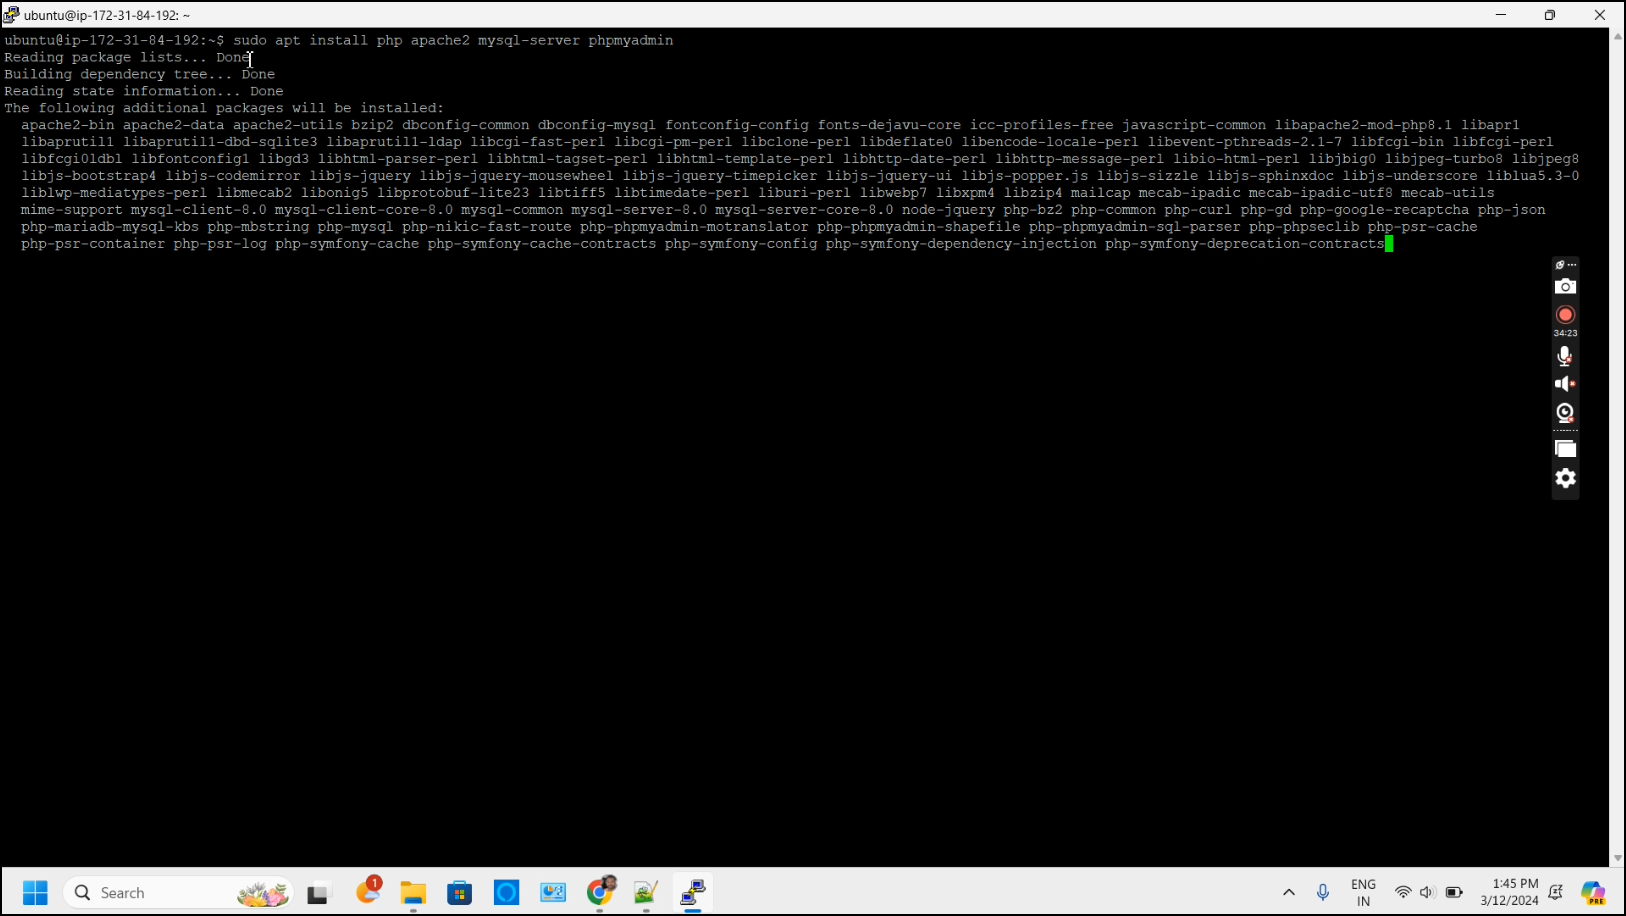 ubuntu@ip-172-31-84-192: ~
ubuntu@ip-172-31-84-192:~$ sudo apt install php apache2 mysql-server phpmyadmin
Reading package lists... Done
Building dependency tree... Done
Reading state information... Done
The following additional packages will be installed:
apache2-bin apache2-data apache2-utils bzip2 dbconfig-common dbconfig-mysql fontconfig-config fonts-dejavu-core icc-profiles-free javascript-common libapache2-mod-php8.1 libapr1
libaprutil1 libaprutil1-dbd-sqlite3 libaprutil1-ldap libcgi-fast-perl libcgi-pm-perl libclone-perl libdeflate0 libencode-locale-perl libevent-pthreads-2.1-7 libfcgi-bin libfcgi-perl
libfcgi0ldbl libfontconfig1 libgd3 libhtml-parser-perl libhtml-tagset-perl libhtml-template-perl libhttp-date-perl libhttp-message-perl libio-html-perl libjbig0 libjpeg-turbo8 libjpeg8
libjs-bootstrap4 libjs-codemirror libjs-jquery libjs-jquery-mousewheel libjs-jquery-timepicker libjs-jquery-ui libjs-popper.js libjs-sizzle libjs-sphinxdoc libjs-underscore liblua5.3-0
liblwp-mediatypes-perl libmecab2 libonig5 libprotobuf-lite23 libtiff5 libtimedate-perl liburi-perl libwebp7 libxpm4 libzip4 mailcap mecab-ipadic mecab-ipadic-utf8 mecab-utils
mime-support mysql-client-8.0 mysql-client-core-8.0 mysql-common mysql-server-8.0 mysql-server-core-8.0 node-jquery php-bz2 php-common php-curl php-gd php-google-recaptcha php-json
php-mariadb-mysql-kbs php-mbstring php-mysql php-nikic-fast-route php-phpmyadmin-motranslator php-phpmyadmin-shapefile php-phpmyadmin-sql-parser php-phpseclib php-psr-cache
php-psr-container php-psr-log php-symfony-cache php-symfony-cache-contracts php-symfony-config php-symfony-dependency-injection php-symfony-deprecation-contracts
34:23
Search
1
ENG
IN
1:45 PM
3/12/2024
PRE